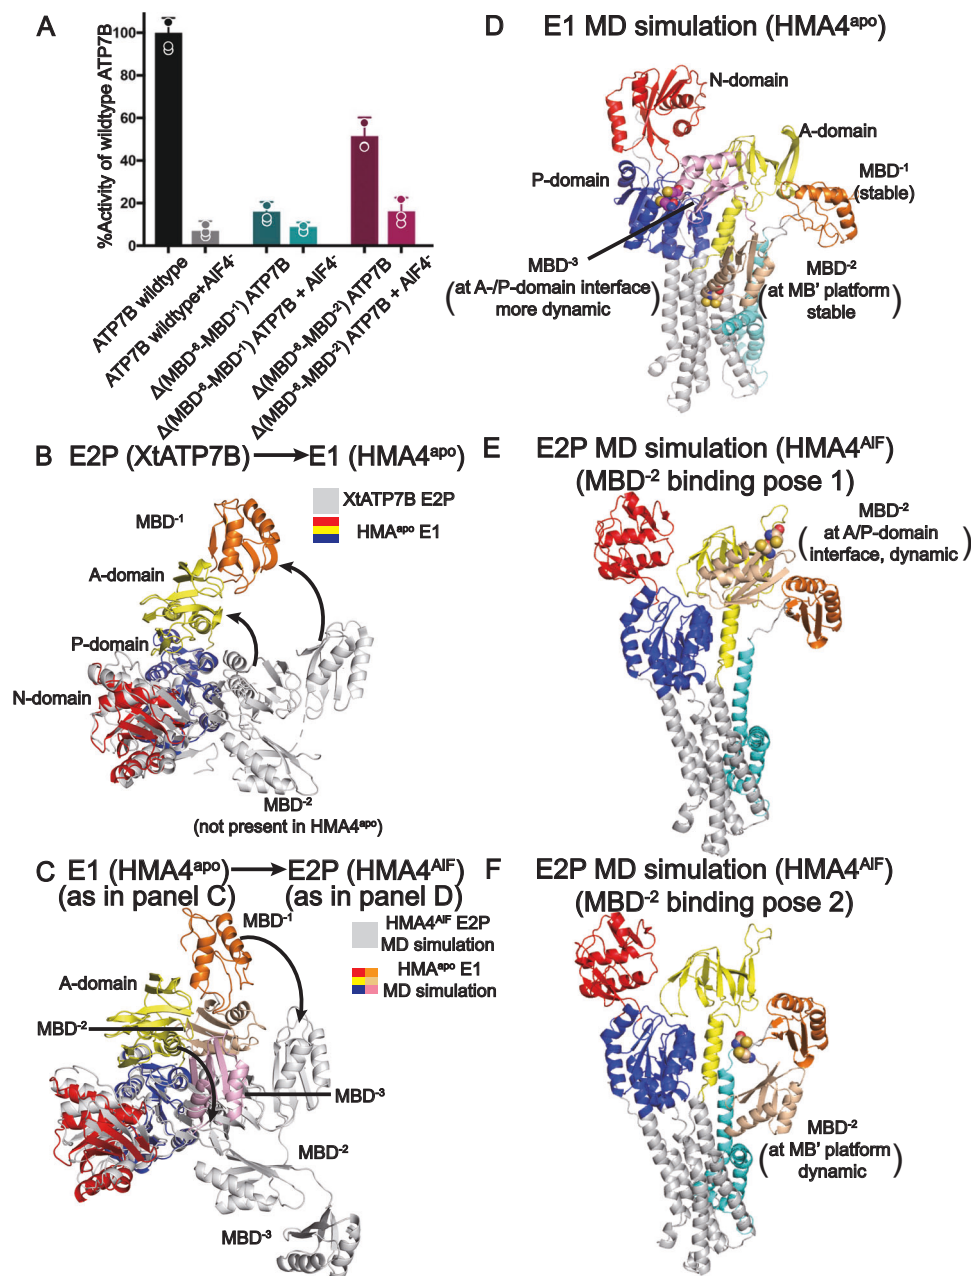 A
%Activity of wildtype ATP7B
100
80
60
40
20
0
ATP7B wildtype
ATP7B wildtype+AlF4⁻
Δ(MBD⁻⁶-MBD⁻¹) ATP7B
Δ(MBD⁻⁶-MBD⁻¹) ATP7B + AlF4⁻
Δ(MBD⁻⁶-MBD⁻²) ATP7B
Δ(MBD⁻⁶-MBD⁻²) ATP7B + AlF4⁻
B E2P (XtATP7B) → E1 (HMA4ᵃᵖᵒ)
XtATP7B E2P
HMAᵃᵖᵒ E1
MBD⁻¹
A-domain
P-domain
N-domain
MBD⁻²
(not present in HMA4ᵃᵖᵒ)
C E1 (HMA4ᵃᵖᵒ) → E2P (HMA4ᴬˡF)
(as in panel C) (as in panel D)
MBD⁻¹
HMA4ᴬˡF E2P
MD simulation
HMAᵃᵖᵒ E1
MD simulation
A-domain
MBD⁻²
MBD⁻³
MBD⁻²
MBD⁻³
D E1 MD simulation (HMA4ᵃᵖᵒ)
N-domain
A-domain
P-domain
MBD⁻¹
(stable)
MBD⁻³
(at A-/P-domain interface
more dynamic)
MBD⁻²
(at MB' platform
stable)
E E2P MD simulation (HMA4ᴬˡF)
(MBD⁻² binding pose 1)
MBD⁻²
(at A/P-domain
interface, dynamic)
F E2P MD simulation (HMA4ᴬˡF)
(MBD⁻² binding pose 2)
MBD⁻²
(at MB' platform
dynamic)